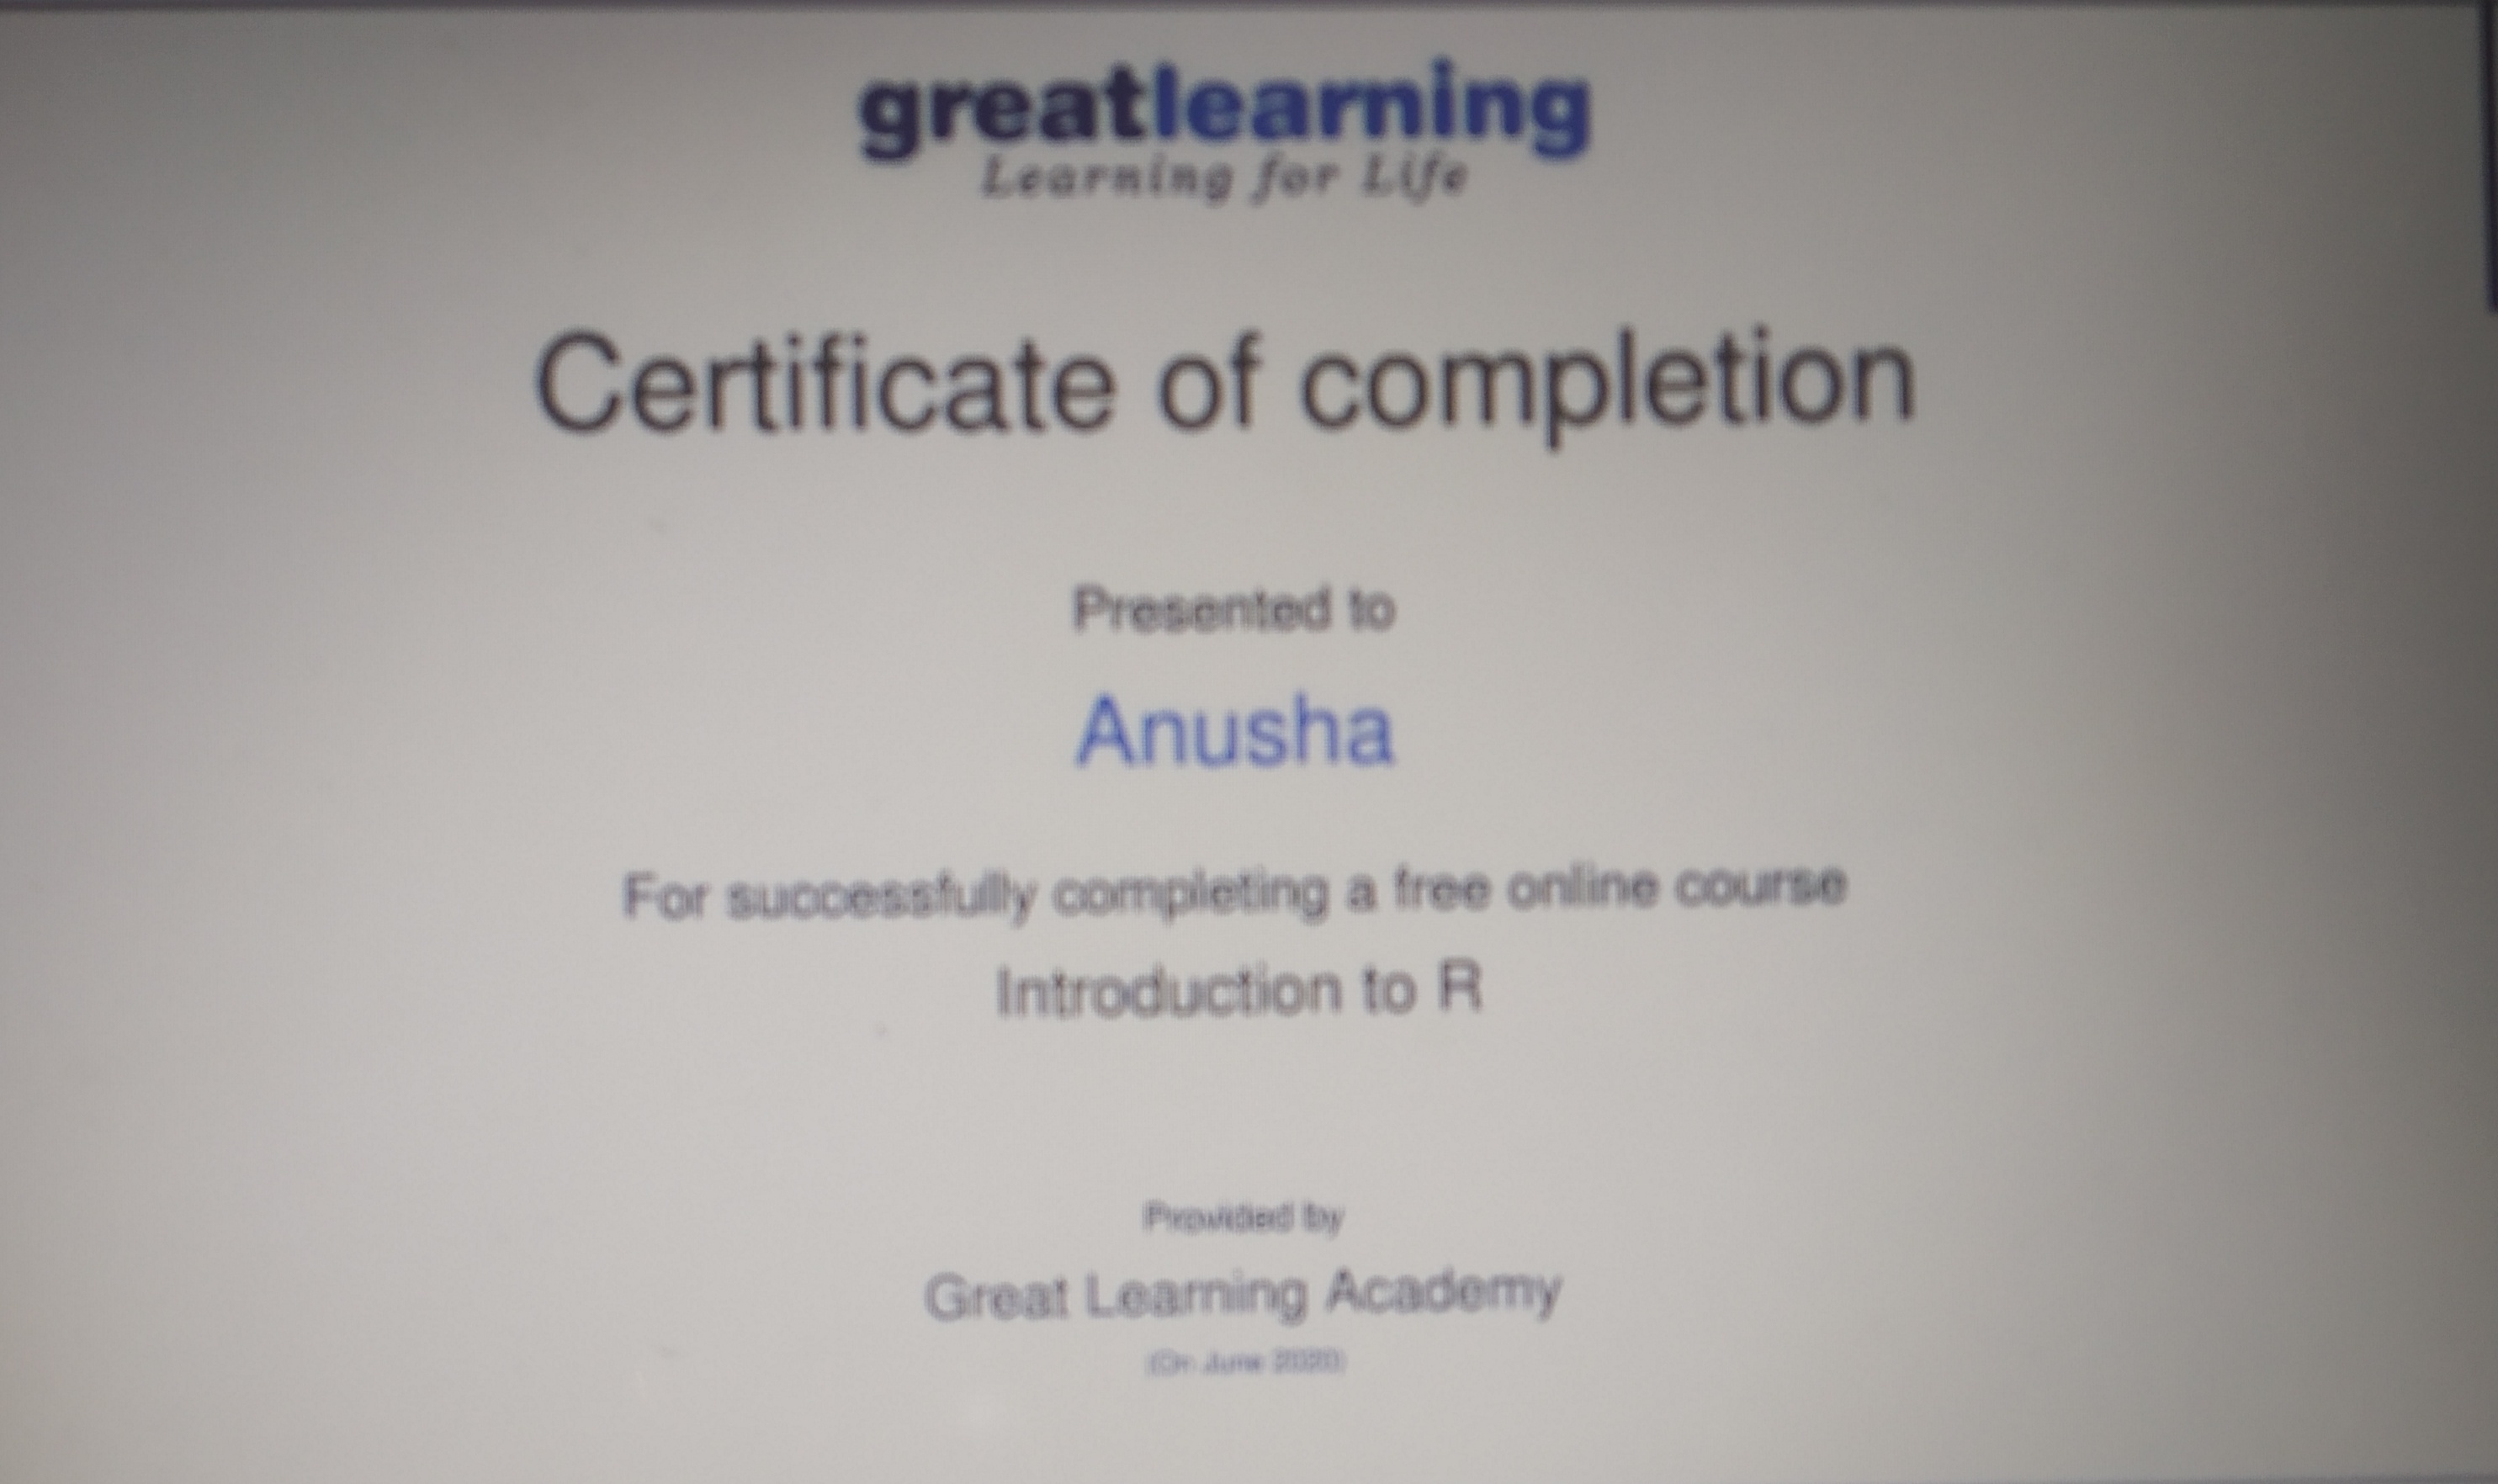 greatlearning
Learning for Life
Certificate of completion
Presented to
Anusha
For successfully completing a free online course
Introduction to R
Provided by
Great Learning Academy
(On June 2020)